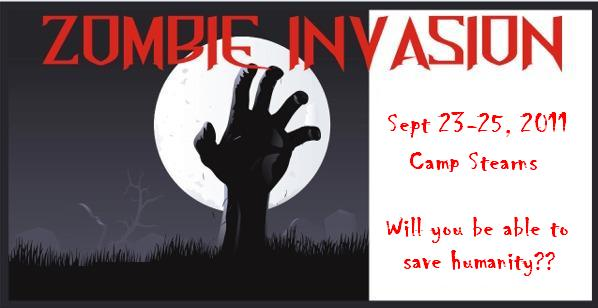 ZOMBIE INVASION
Sept 23-25, 2011
Camp Stearns
Will you be able to
save humanity??